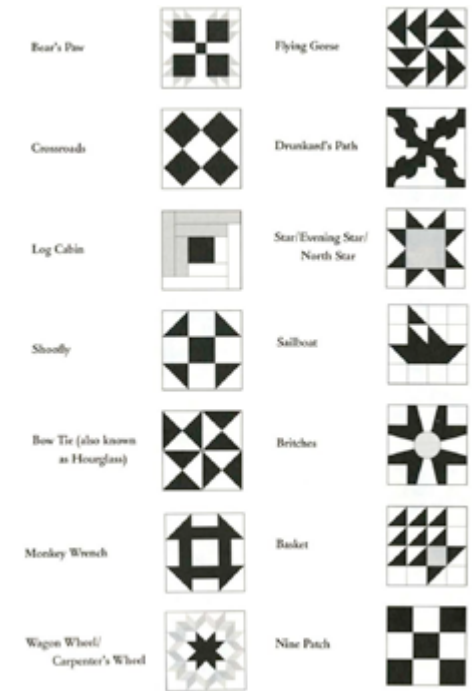 Bear's Paw
Crossroads
Log Cabin
Shoofly
Bow Tie (also known
as Hourglass)
Monkey Wrench
Wagon Wheel/
Carpenter's Wheel
Flying Geese
Drunkard's Path
Star/Evening Star/
North Star
Sailboat
Britches
Basket
Nine Patch